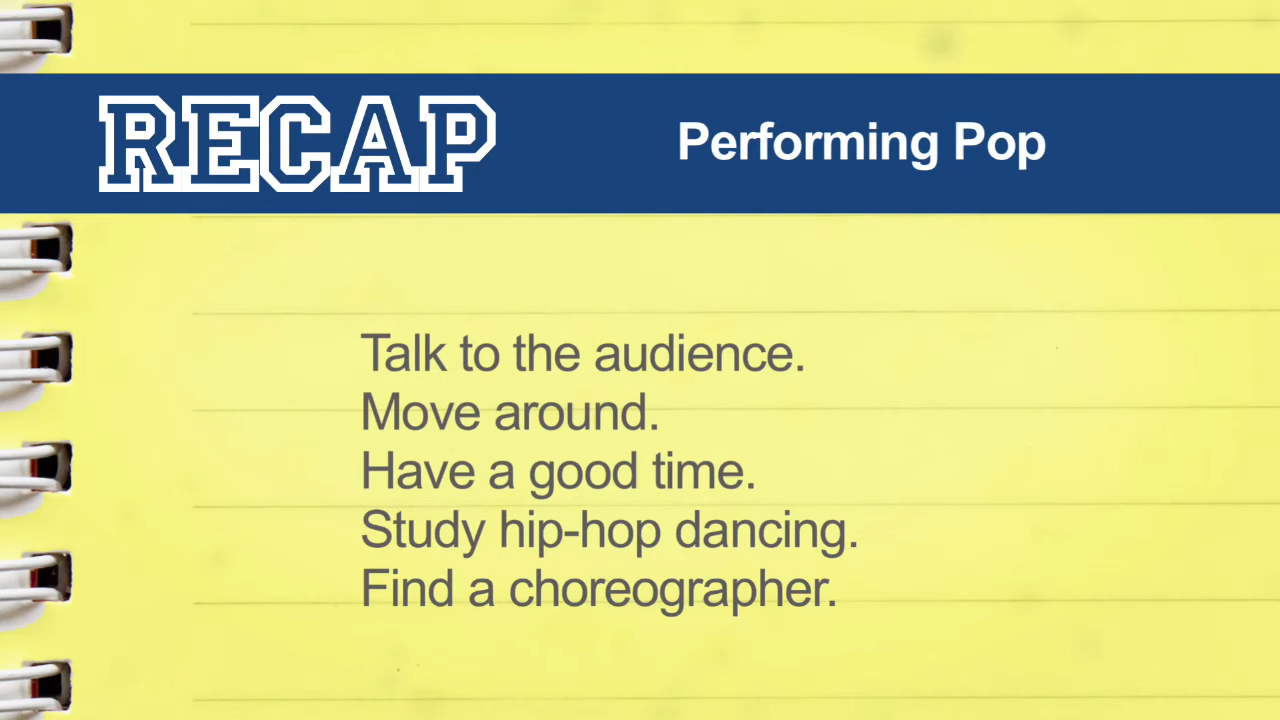 RECAP
Performing Pop
Talk to the audience.
Move around.
Have a good time.
Study hip-hop dancing.
Find a choreographer.